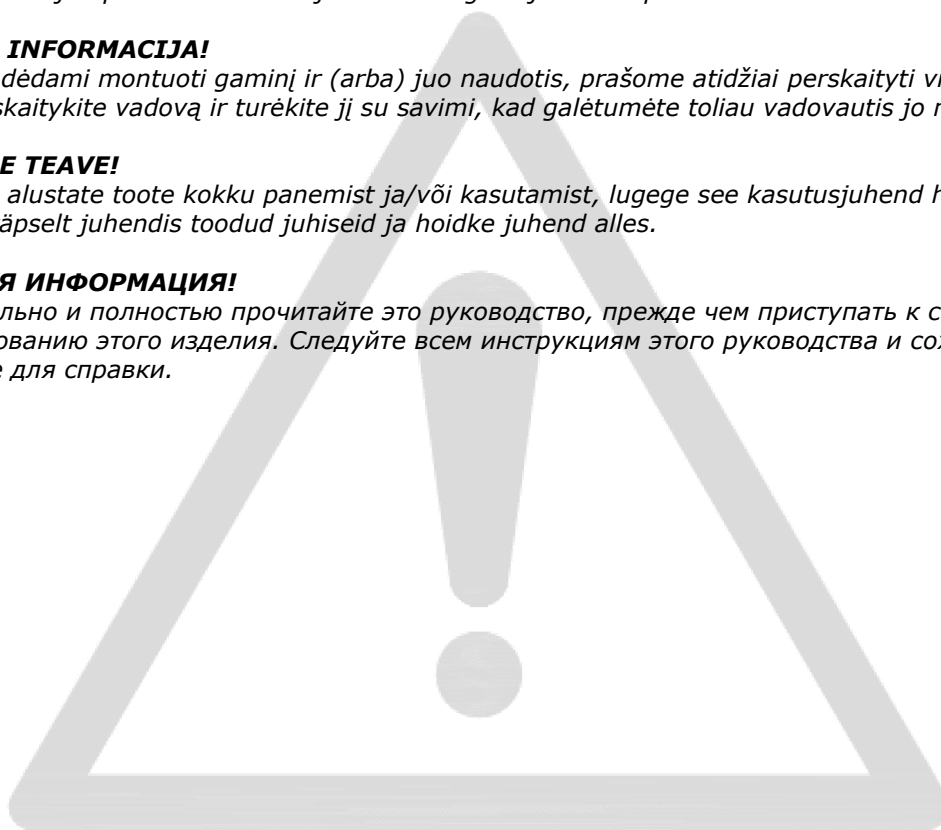 INFORMACIJA!
dėdami montuoti gaminį ir (arba) juo naudotis, prašome atidžiai perskaityti
skaitykite vadovą ir turėkite jį su savimi, kad galėtumėte toliau vadovautis jo
E TEAVE!
alustate toote kokku panemist ja/või kasutamist, lugege see kasutusjuhend h
äpselt juhendis toodud juhiseid ja hoidke juhend alles.
Я ИНФОРМАЦИЯ!
льно и полностью прочитайте это руководство, прежде чем приступать к с
ованию этого изделия. Следуйте всем инструкциям этого руководства и со
е для справки.